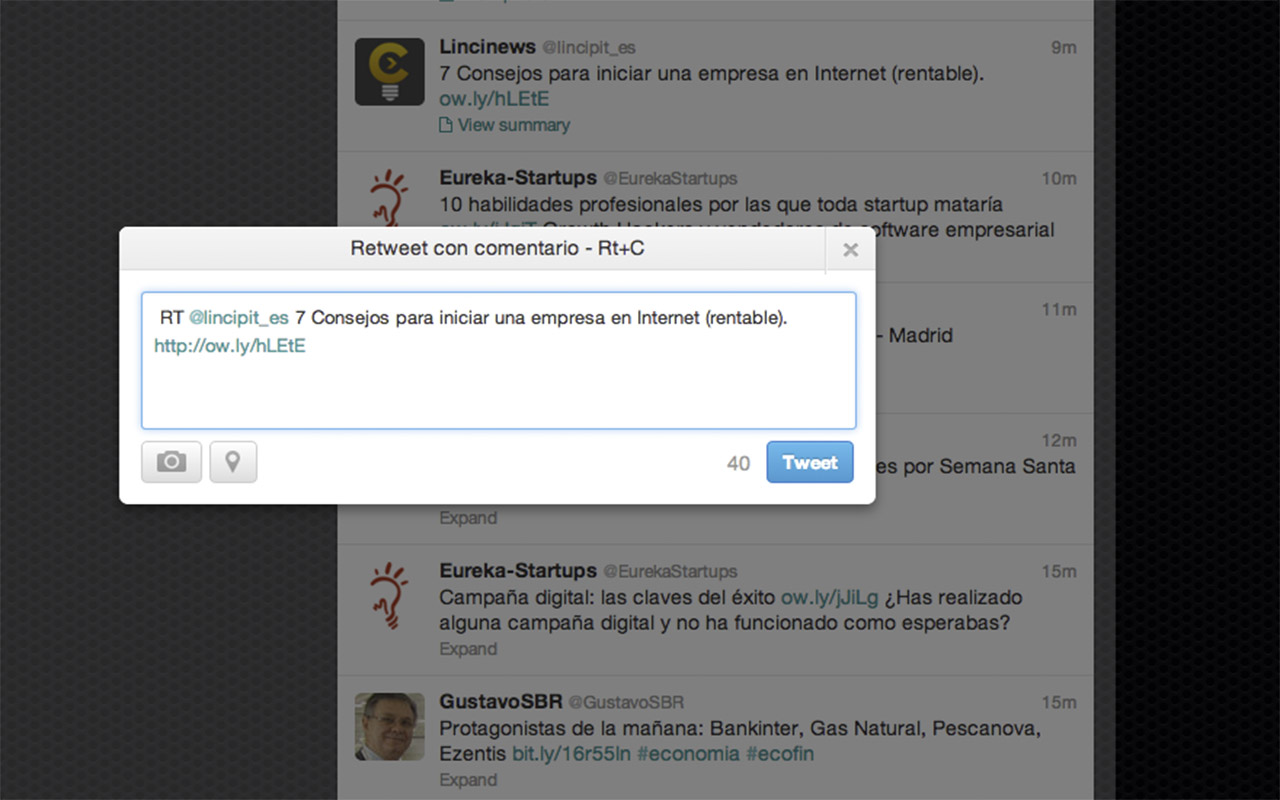 Lincinews @lincipit_es 9m
7 Consejos para iniciar una empresa en Internet (rentable).
ow.ly/hLEtE
View summary
Eureka-Startups @EurekaStartups 10m
10 habilidades profesionales por las que toda startup mataría
software empresarial
Retweet con comentario - Rt+C
RT @lincipit_es 7 Consejos para iniciar una empresa en Internet (rentable).
http://ow.ly/hLEtE
40 Tweet
11m
- Madrid
12m
es por Semana Santa
Expand
Eureka-Startups @EurekaStartups 15m
Campaña digital: las claves del éxito ow.ly/jJiLg ¿Has realizado
alguna campaña digital y no ha funcionado como esperabas?
Expand
GustavoSBR @GustavoSBR 15m
Protagonistas de la mañana: Bankinter, Gas Natural, Pescanova,
Ezentis bit.ly/16r55ln #economia #ecofin
Expand